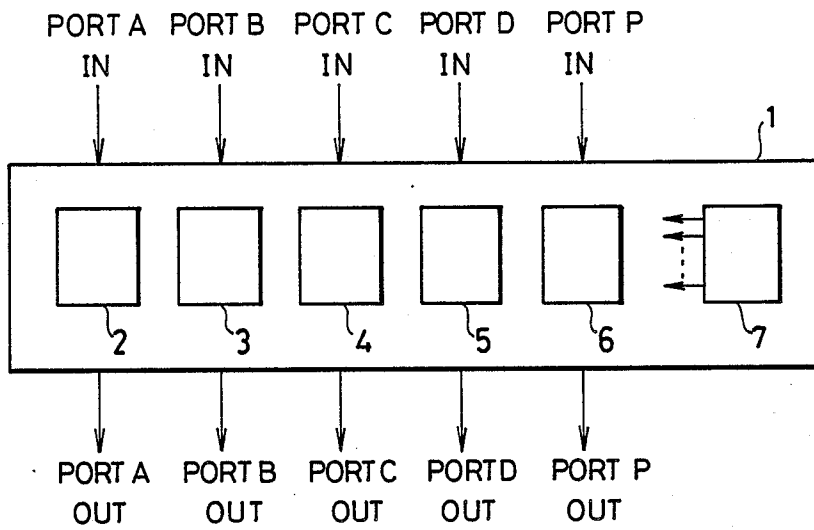 PORT A PORT B PORT C PORT D PORT P
IN IN IN IN IN
1
2 3 4 5 6 7
PORT A PORT B PORT C PORT D PORT P
OUT OUT OUT OUT OUT